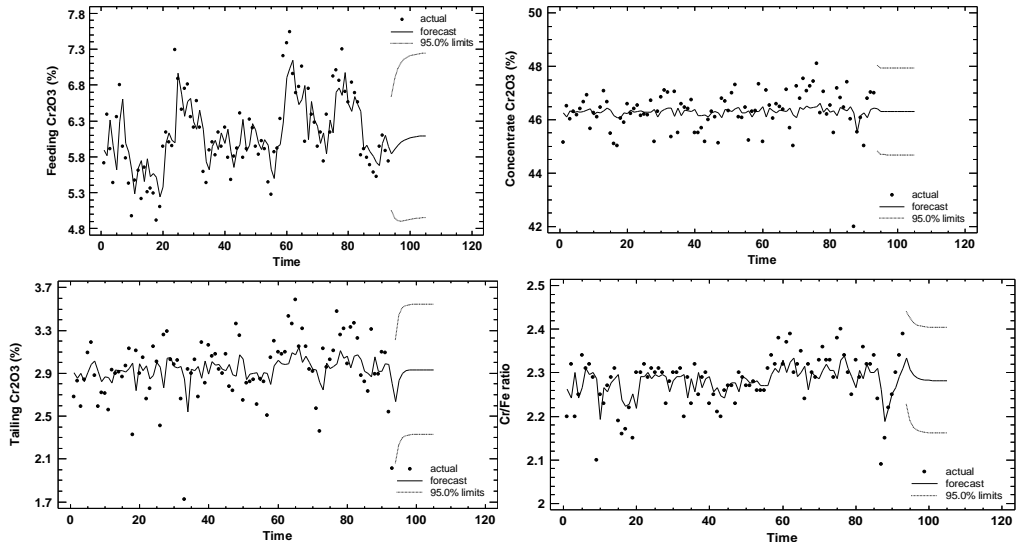 7.8
7.3
6.8
6.3
5.8
5.3
4.8
Feeding Cr2O3 (%)
0 20 40 60 80 100 120
Time
actual
forecast
95.0% limits
50
48
46
44
42
Concentrate Cr2O3 (%)
0 20 40 60 80 100 120
Time
actual
forecast
95.0% limits
3.7
3.3
2.9
2.5
2.1
1.7
Tailing Cr2O3 (%)
0 20 40 60 80 100 120
Time
actual
forecast
95.0% limits
2.5
2.4
2.3
2.2
2.1
2
Cr/Fe ratio
0 20 40 60 80 100 120
Time
actual
forecast
95.0% limits